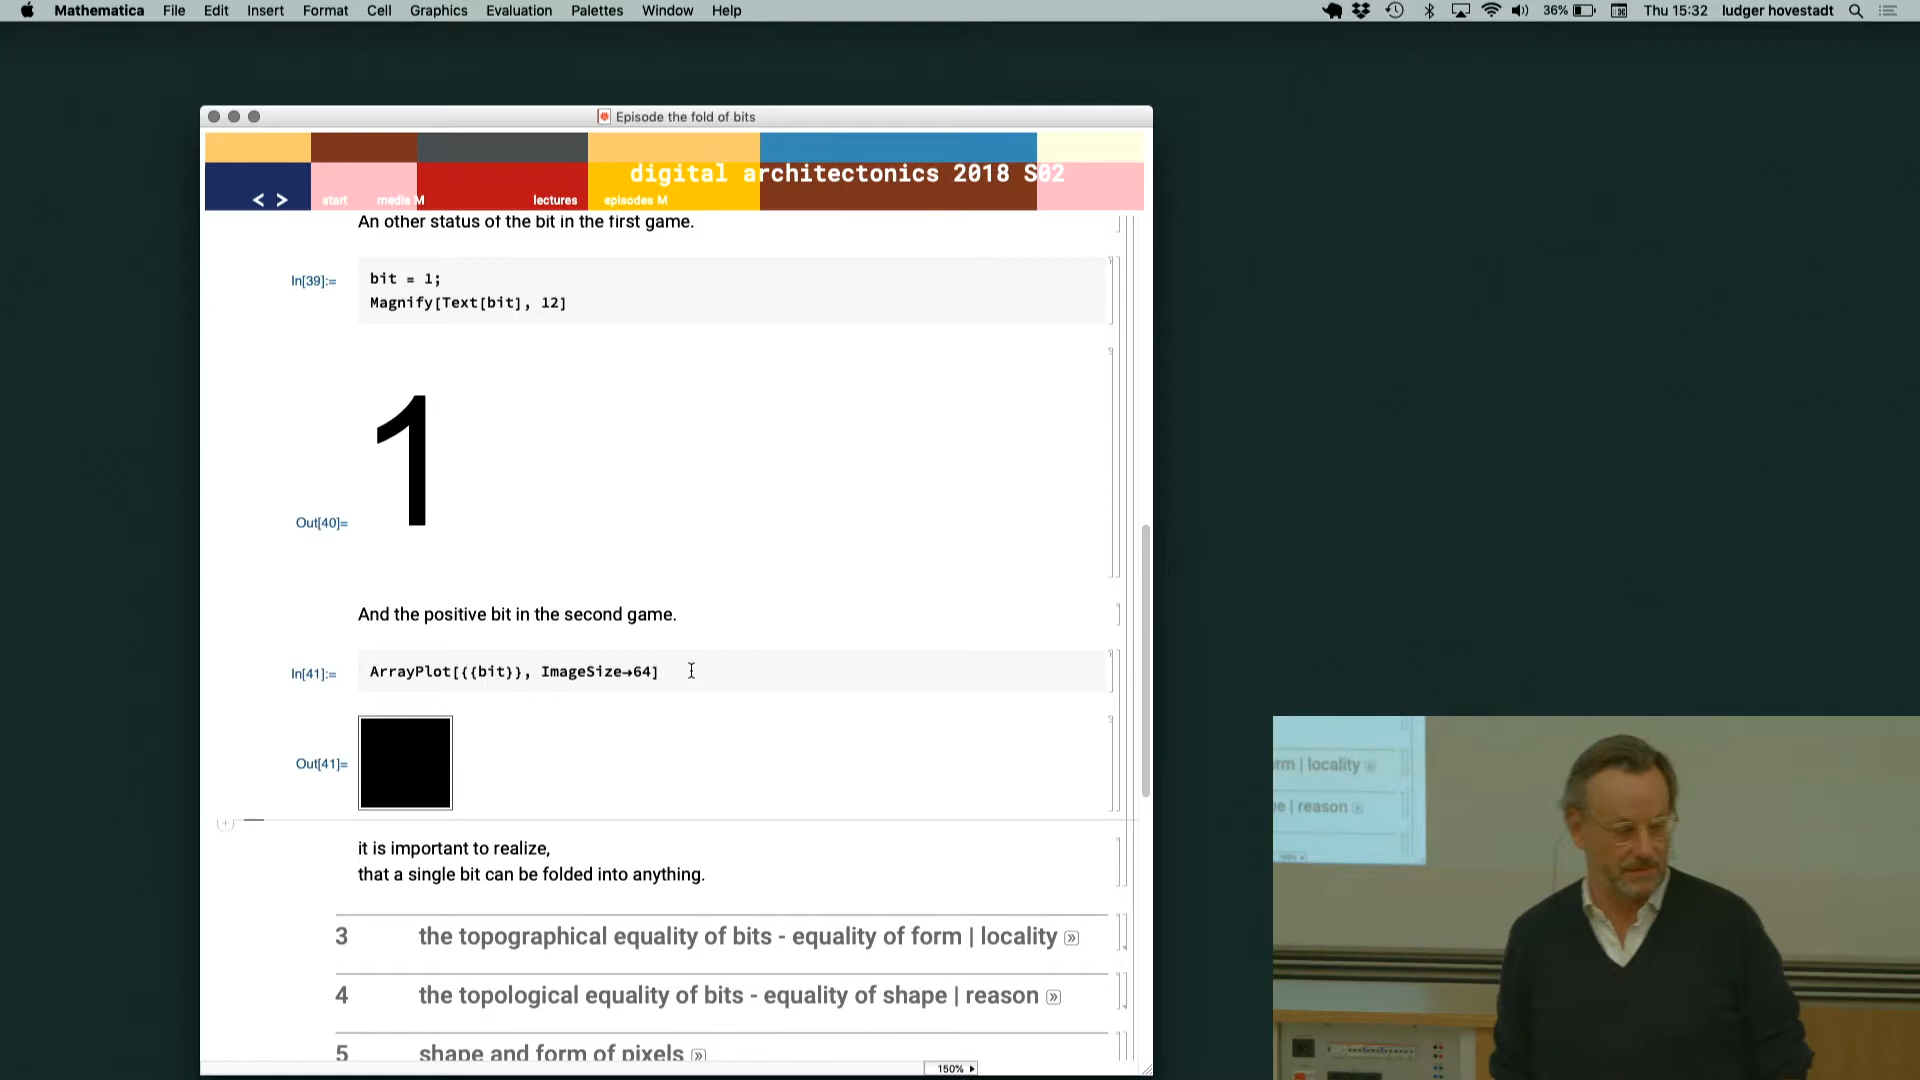 Mathematica File Edit Insert Format Cell Graphics Evaluation Palettes Window Help 36% Thu 15:32 ludger hovestadt
Episode the fold of bits
digital architectonics 2018 S02
< > start media M lectures episodes M
An other status of the bit in the first game.
In[39]:= bit = 1;
Magnify[Text[bit], 12]
1
Out[40]=
And the positive bit in the second game.
In[41]:= ArrayPlot[{{bit}}, ImageSize→64]
Out[41]=
it is important to realize,
that a single bit can be folded into anything.
3 the topographical equality of bits - equality of form | locality »
4 the topological equality of bits - equality of shape | reason »
5 shape and form of pixels »
150%
rm | locality
e | reason